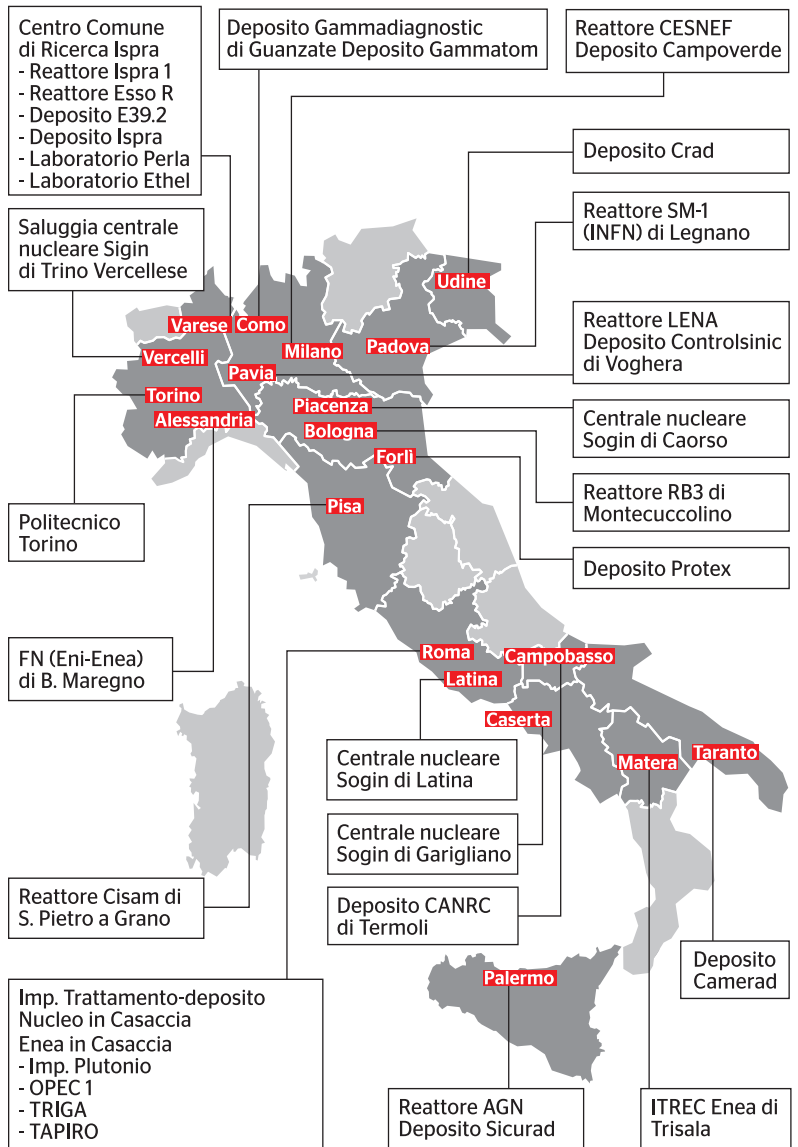 Centro Comune
di Ricerca Ispra
- Reattore Ispra 1
- Reattore Esso R
- Deposito E39.2
- Deposito Ispra
- Laboratorio Perla
- Laboratorio Ethel
Deposito Gammadiagnostic
di Guanzate Deposito Gammatom
Reattore CESNEF
Deposito Campoverde
Deposito Crad
Saluggia centrale
nucleare Sigin
di Trino Vercellese
Reattore SM-1
(INFN) di Legnano
Reattore LENA
Deposito Controlsinic
di Voghera
Centrale nucleare
Sogin di Caorso
Reattore RB3 di
Montecuccolino
Deposito Protex
Politecnico
Torino
FN (Eni-Enea)
di B. Maregno
Udine
Varese
Como
Milano
Padova
Vercelli
Pavia
Torino
Piacenza
Alessandria
Bologna
Forlì
Pisa
Roma
Campobasso
Latina
Caserta
Matera
Taranto
Palermo
Centrale nucleare
Sogin di Latina
Centrale nucleare
Sogin di Garigliano
Deposito CANRC
di Termoli
Reattore Cisam di
S. Pietro a Grano
Deposito
Camerad
Imp. Trattamento-deposito
Nucleo in Casaccia
Enea in Casaccia
- Imp. Plutonio
- OPEC 1
- TRIGA
- TAPIRO
Reattore AGN
Deposito Sicurad
ITREC Enea di
Trisala